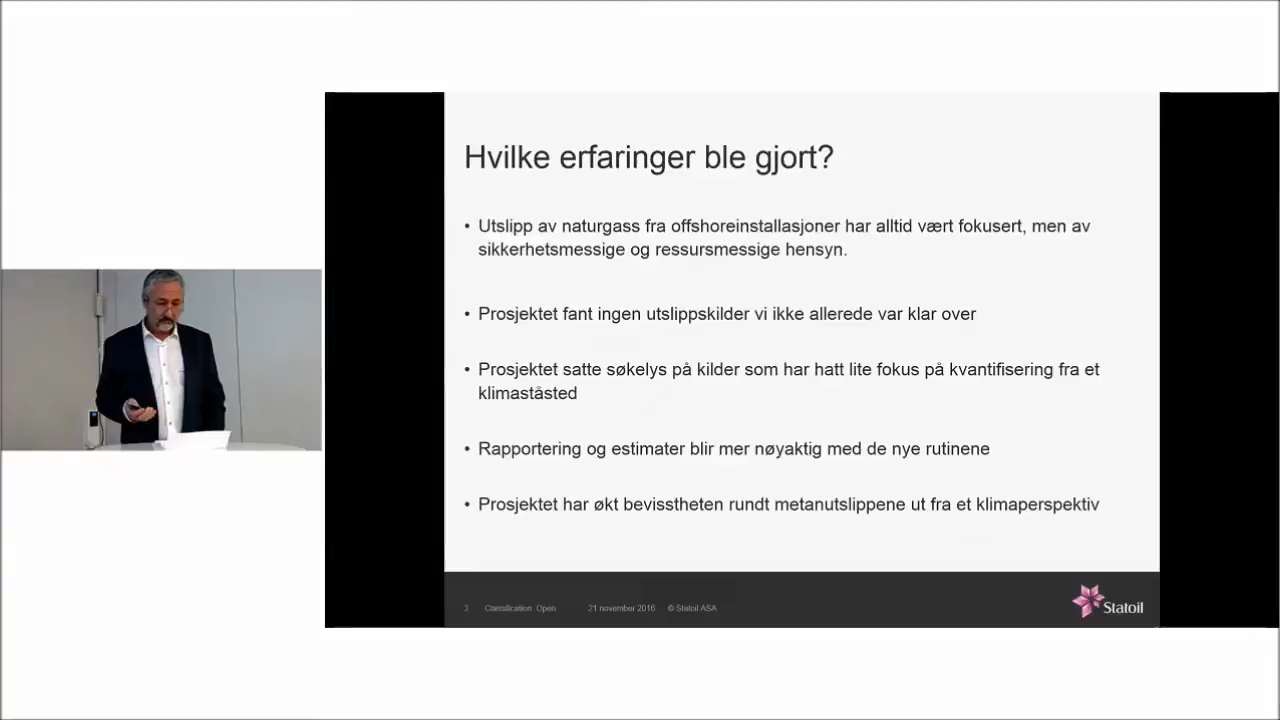 Hvilke erfaringer ble gjort?
• Utslipp av naturgass fra offshoreinstallasjoner har alltid vært fokusert, men av
sikkerhetsmessige og ressursmessige hensyn.
• Prosjektet fant ingen utslippskilder vi ikke allerede var klar over
• Prosjektet satte søkelys på kilder som har hatt lite fokus på kvantifisering fra et
klimaståsted
• Rapportering og estimater blir mer nøyaktig med de nye rutinene
• Prosjektet har økt bevisstheten rundt metanutslippene ut fra et klimaperspektiv
3 Classification: Open 21 november 2016 © Statoil ASA
Statoil